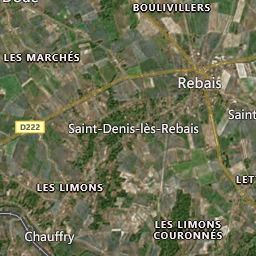 BOULIVILLERS
LES MARCHÉS
Rebais
D222
Saint-Denis-lès-Rebais
LES LIMONS
LES LIMONS
COURONNÉS
Chauffry